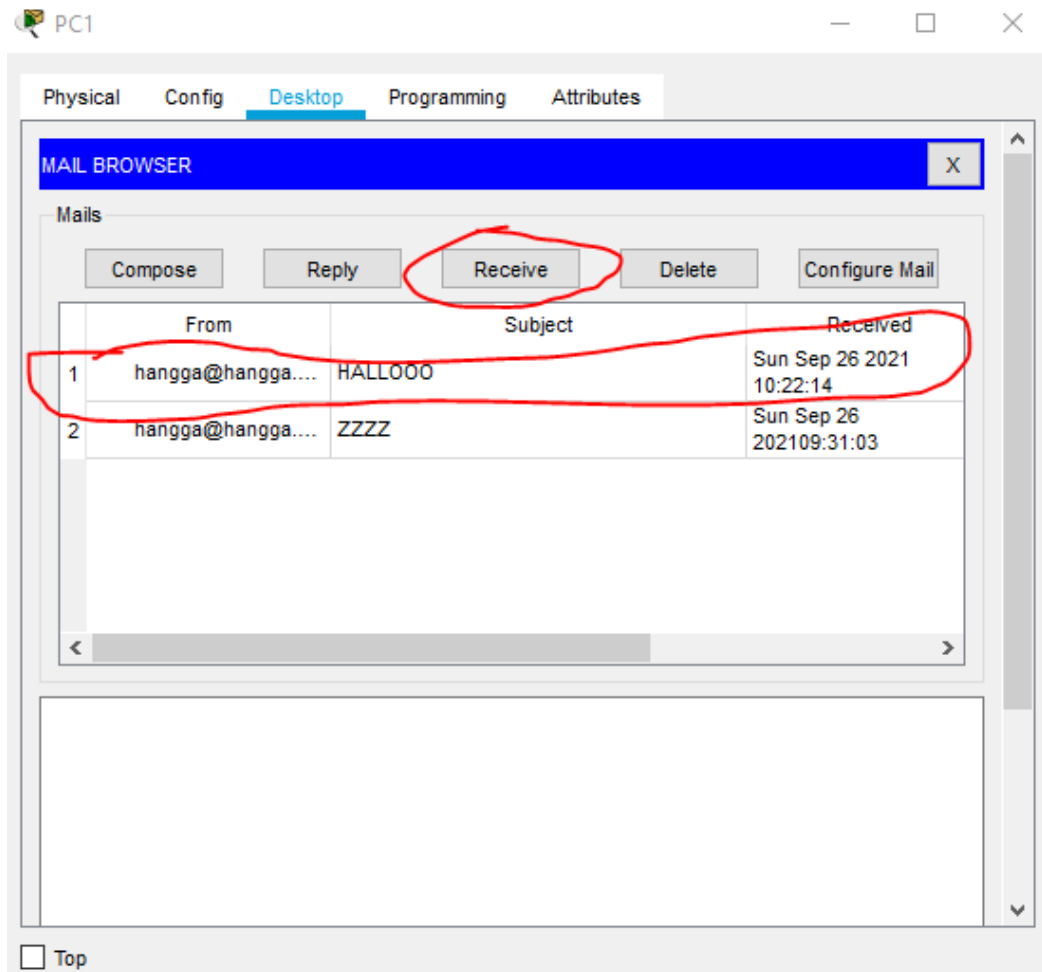 PC1
Physical Config Desktop Programming Attributes
MAIL BROWSER X
Mails
Compose Reply Receive Delete Configure Mail
From Subject Received
1 hangga@hangga.... HALLOOO Sun Sep 26 2021
10:22:14
2 hangga@hangga.... ZZZZ Sun Sep 26
202109:31:03
Top